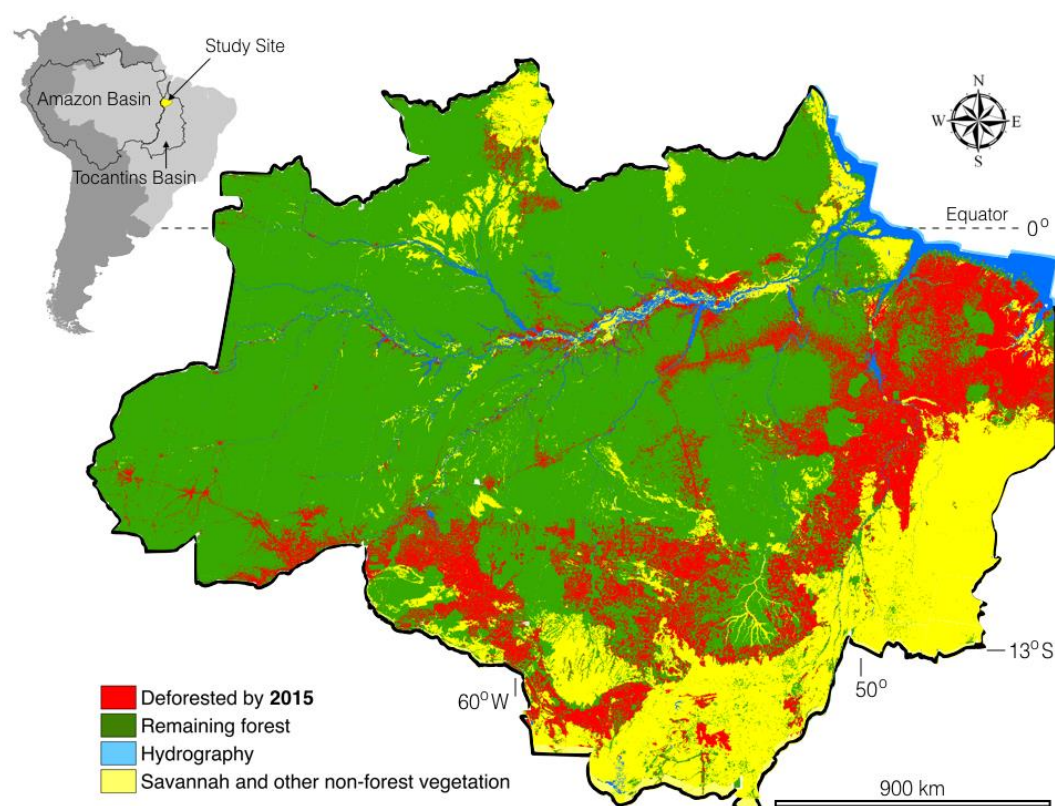 Study Site
Amazon Basin
Tocantins Basin
N
W E
S
Equator
0°
13°S
60°W
50°
Deforested by 2015
Remaining forest
Hydrography
Savannah and other non-forest vegetation
900 km